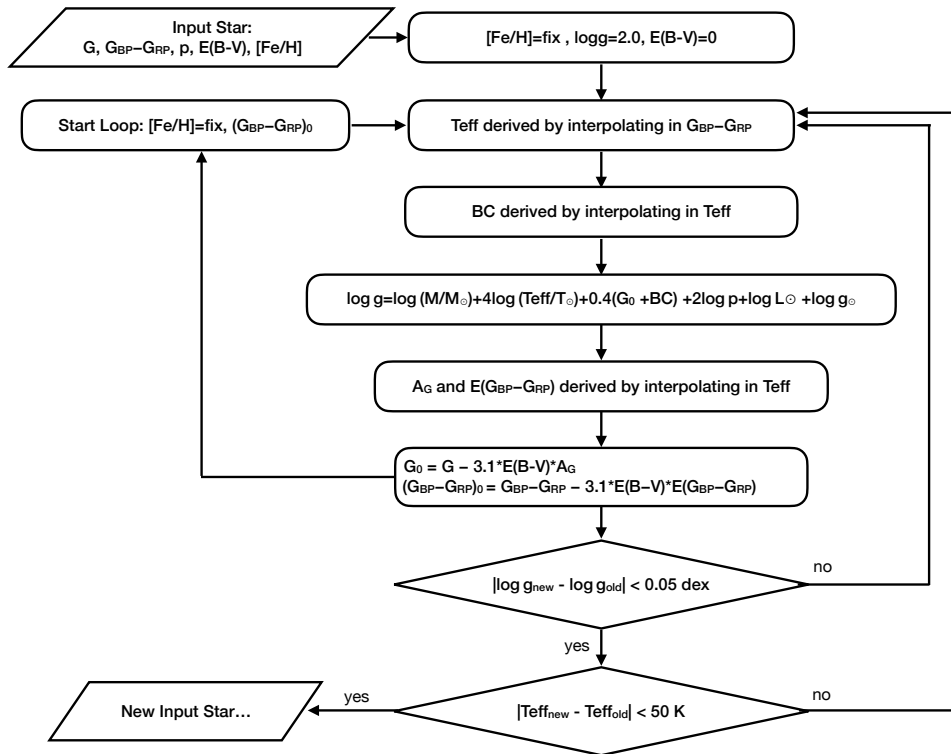 Input Star:
G, GBP–GRP, p, E(B-V), [Fe/H]
[Fe/H]=fix , logg=2.0, E(B-V)=0
Start Loop: [Fe/H]=fix, (GBP–GRP)0
Teff derived by interpolating in GBP–GRP
BC derived by interpolating in Teff
log g=log (M/M☉)+4log (Teff/T☉)+0.4(G0 +BC) +2log p+log L☉ +log g☉
AG and E(GBP–GRP) derived by interpolating in Teff
G0 = G – 3.1*E(B-V)*AG
(GBP–GRP)0 = GBP–GRP – 3.1*E(B–V)*E(GBP–GRP)
|log gnew - log gold| < 0.05 dex
no
yes
|Teffnew - Teffold| < 50 K
no
yes
New Input Star…